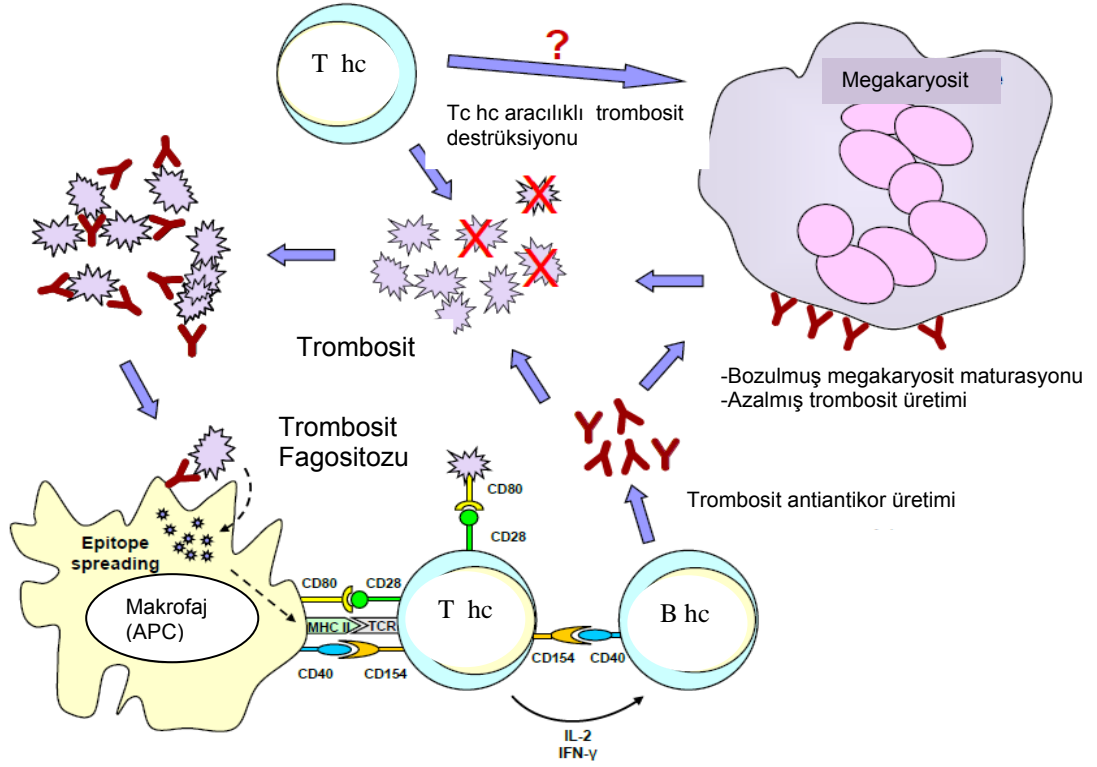 ?
T hc
Megakaryosit
Tc hc aracılıklı trombosit
destrüksiyonu
Trombosit
-Bozulmuş megakaryosit maturasyonu
-Azalmış trombosit üretimi
Trombosit
Fagositozu
CD80
CD28
Trombosit antiantikor üretimi
Epitope
spreading
Makrofaj
(APC)
CD80 CD28
MHC II TCR
CD40 CD154
T hc
CD154 CD40
B hc
IL-2
IFN-γ